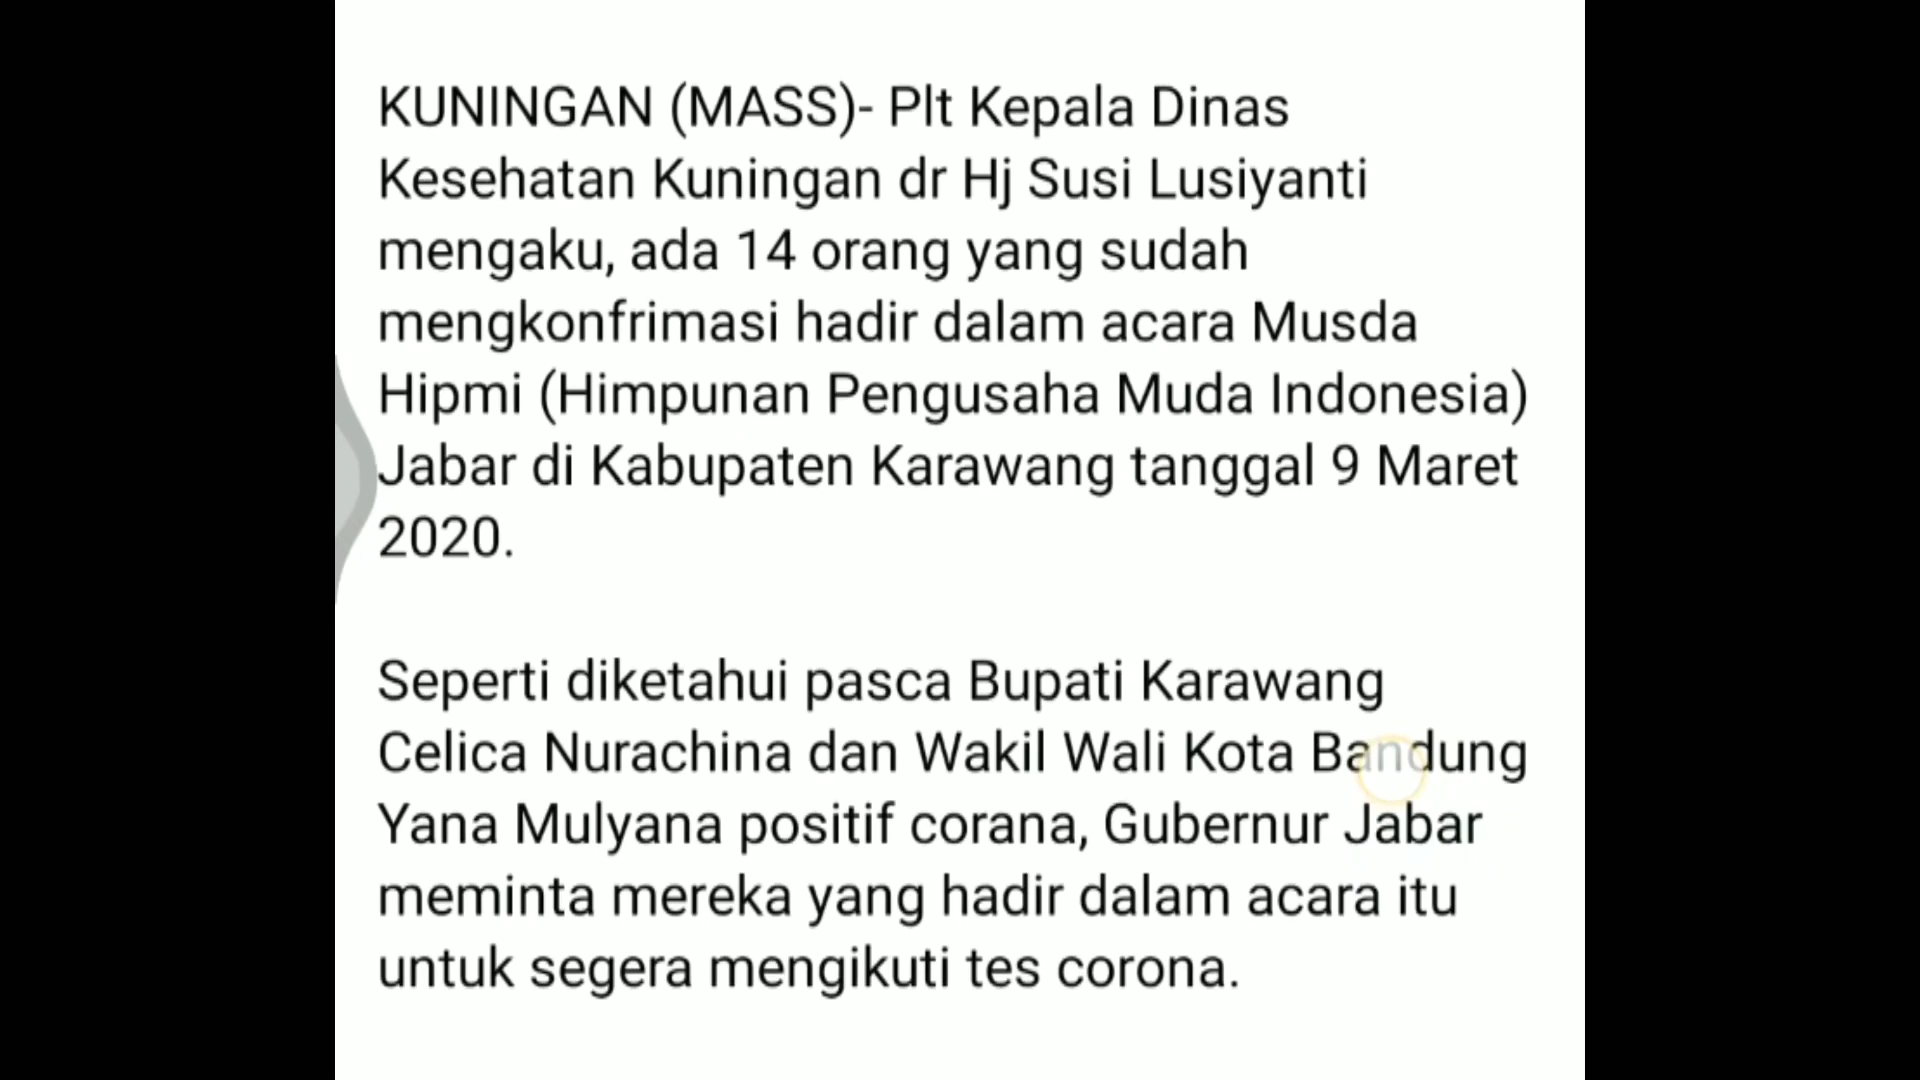 KUNINGAN (MASS)- Plt Kepala Dinas
Kesehatan Kuningan dr Hj Susi Lusiyanti
mengaku, ada 14 orang yang sudah
mengkonfrimasi hadir dalam acara Musda
Hipmi (Himpunan Pengusaha Muda Indonesia)
Jabar di Kabupaten Karawang tanggal 9 Maret
2020.
Seperti diketahui pasca Bupati Karawang
Celica Nurachina dan Wakil Wali Kota Bandung
Yana Mulyana positif corana, Gubernur Jabar
meminta mereka yang hadir dalam acara itu
untuk segera mengikuti tes corona.